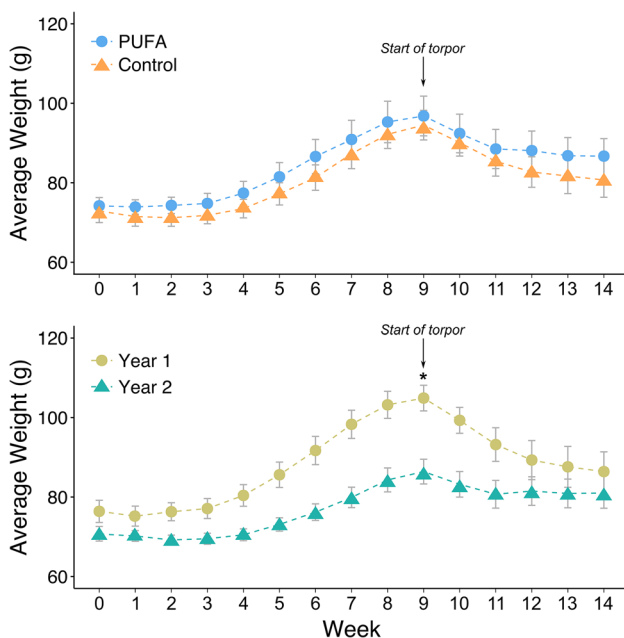 120
100
80
60
Average Weight (g)
PUFA
Control
Start of torpor
0 1 2 3 4 5 6 7 8 9 10 11 12 13 14
120
100
80
60
Average Weight (g)
Year 1
Year 2
Start of torpor
*
0 1 2 3 4 5 6 7 8 9 10 11 12 13 14
Week